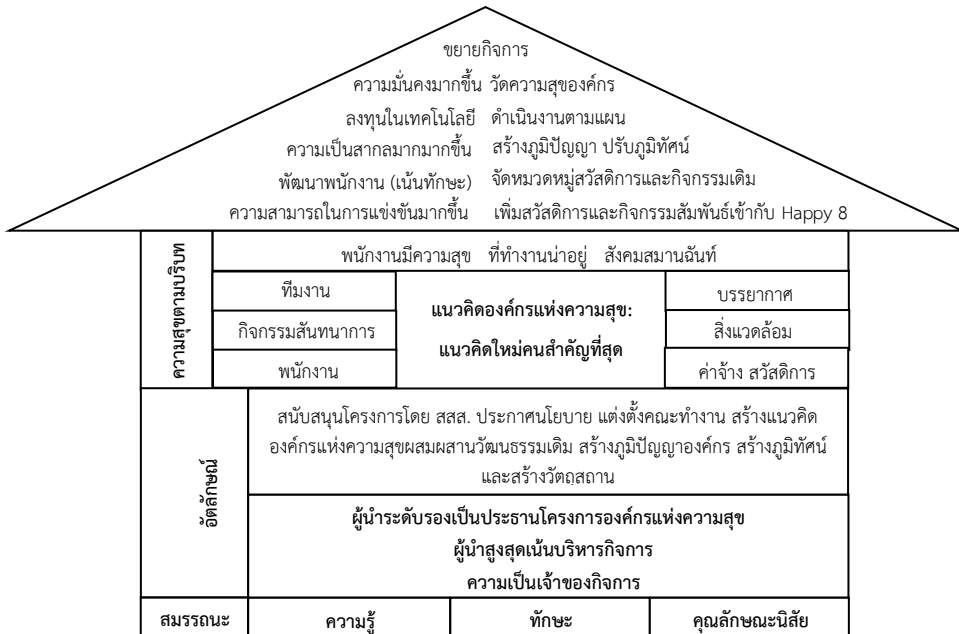 ขยายกิจการ
ความมั่นคงมากขึ้น วัดความสุขององค์กร
ลงทุนในเทคโนโลยี ดำเนินงานตามแผน
ความเป็นสากลมากมากขึ้น สร้างภูมิปัญญา ปรับภูมิทัศน์
พัฒนาพนักงาน (เน้นทักษะ) จัดหมวดหมู่สวัสดิการและกิจกรรมเดิม
ความสามารถในการแข่งขันมากขึ้น เพิ่มสวัสดิการและกิจกรรมสัมพันธ์เข้ากับ Happy 8
ความสุขตามบริบท
พนักงานมีความสุข ที่ทำงานน่าอยู่ สังคมสมานฉันท์
ทีมงาน
กิจกรรมสันทนาการ
พนักงาน
แนวคิดองค์กรแห่งความสุข:
แนวคิดใหม่คนสำคัญที่สุด
บรรยากาศ
สิ่งแวดล้อม
ค่าจ้าง สวัสดิการ
อัตลักษณ์
สนับสนุนโครงการโดย สสส. ประกาศนโยบาย แต่งตั้งคณะทำงาน สร้างแนวคิด
องค์กรแห่งความสุขผสมผสานวัฒนธรรมเดิม สร้างภูมิปัญญาองค์กร สร้างภูมิทัศน์
และสร้างวัตถุสถาน
ผู้นำระดับรองเป็นประธานโครงการองค์กรแห่งความสุข
ผู้นำสูงสุดเน้นบริหารกิจการ
ความเป็นเจ้าของกิจการ
สมรรถนะ ความรู้ ทักษะ คุณลักษณะนิสัย